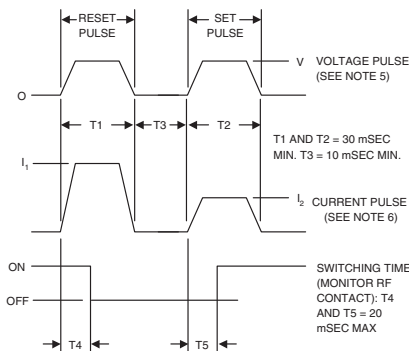 RESET
PULSE
SET
PULSE
V VOLTAGE PULSE
(SEE NOTE 5)
O
T1 T3 T2
T1 AND T2 = 30 mSEC
MIN. T3 = 10 mSEC MIN.
I1
I2 CURRENT PULSE
(SEE NOTE 6)
ON
OFF
SWITCHING TIME
(MONITOR RF
CONTACT): T4
AND T5 = 20
mSEC MAX
T4 T5